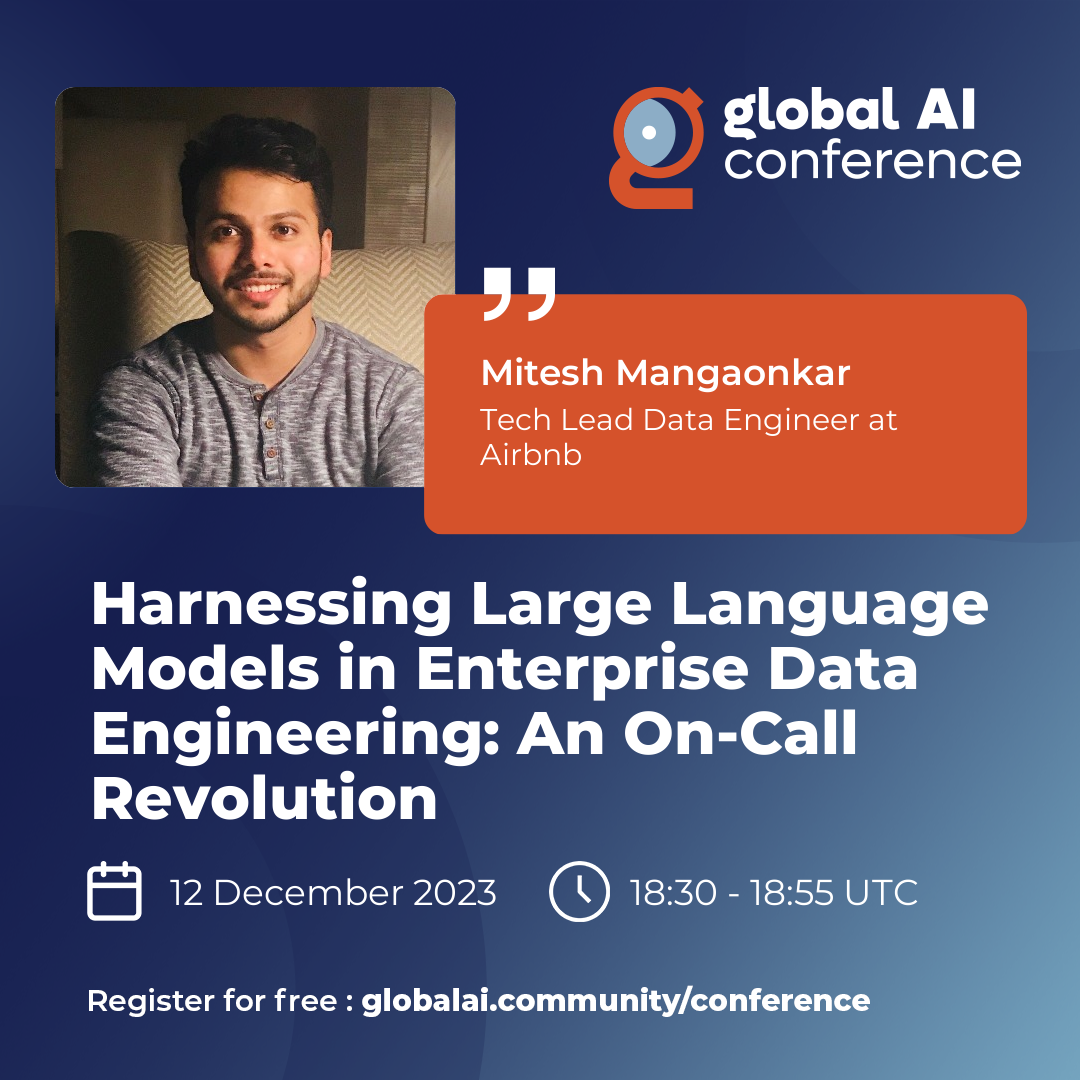 global AI
conference
Mitesh Mangaonkar
Tech Lead Data Engineer at
Airbnb
Harnessing Large Language
Models in Enterprise Data
Engineering: An On-Call
Revolution
12 December 2023
18:30 - 18:55 UTC
Register for free : globalai.community/conference